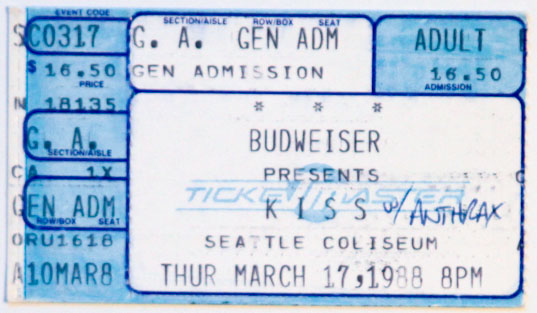 EVENT CODE
SC0317
$ 16.50
PRICE
N 18135
G. A.
SECTION/AISLE
CA 1X
GEN ADM
ROW/BOX SEAT
ORU1618
A10MAR8
SECTION/AISLE ROW/BOX SEAT
G. A. GEN ADM ADULT
GEN ADMISSION 16.50
ADMISSION
* * *
BUDWEISER
PRESENTS
TICKETMASTER
KISS w/ ANTHRAX
SEATTLE COLISEUM
THUR MARCH 17,1988 8PM